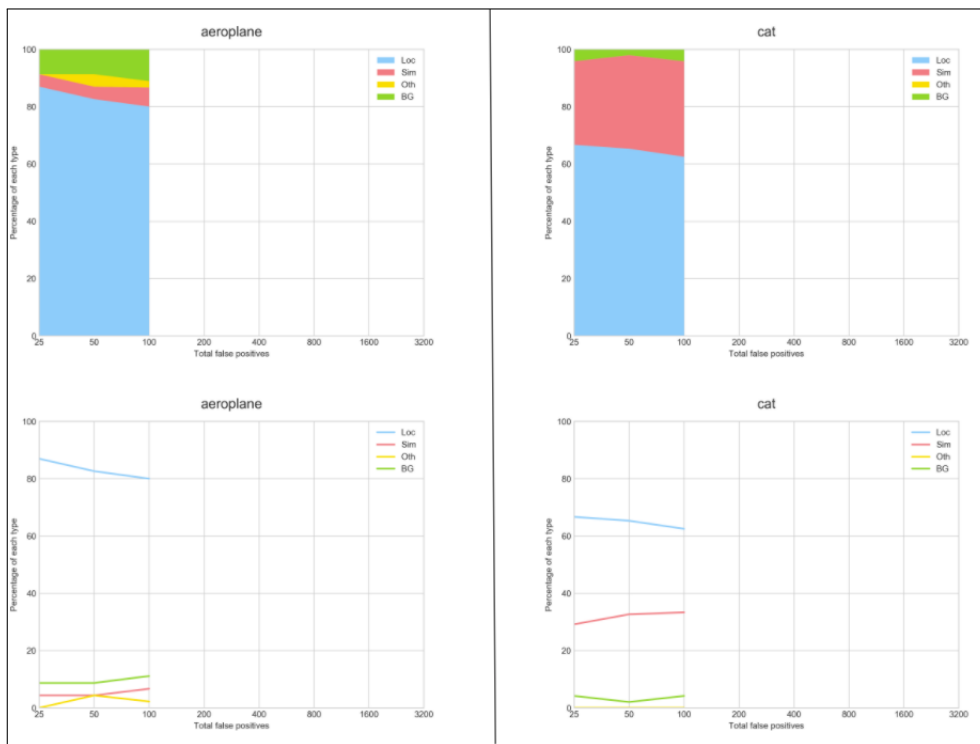 aeroplane
100
80
60
40
20
0
Percentage of each type
Loc
Sim
Oth
BG
25 50 100 200 400 800 1600 3200
Total false positives
cat
100
80
60
40
20
0
Percentage of each type
Loc
Sim
Oth
BG
25 50 100 200 400 800 1600 3200
Total false positives
aeroplane
100
80
60
40
20
0
Percentage of each type
Loc
Sim
Oth
BG
25 50 100 200 400 800 1600 3200
Total false positives
cat
100
80
60
40
20
0
Percentage of each type
Loc
Sim
Oth
BG
25 50 100 200 400 800 1600 3200
Total false positives